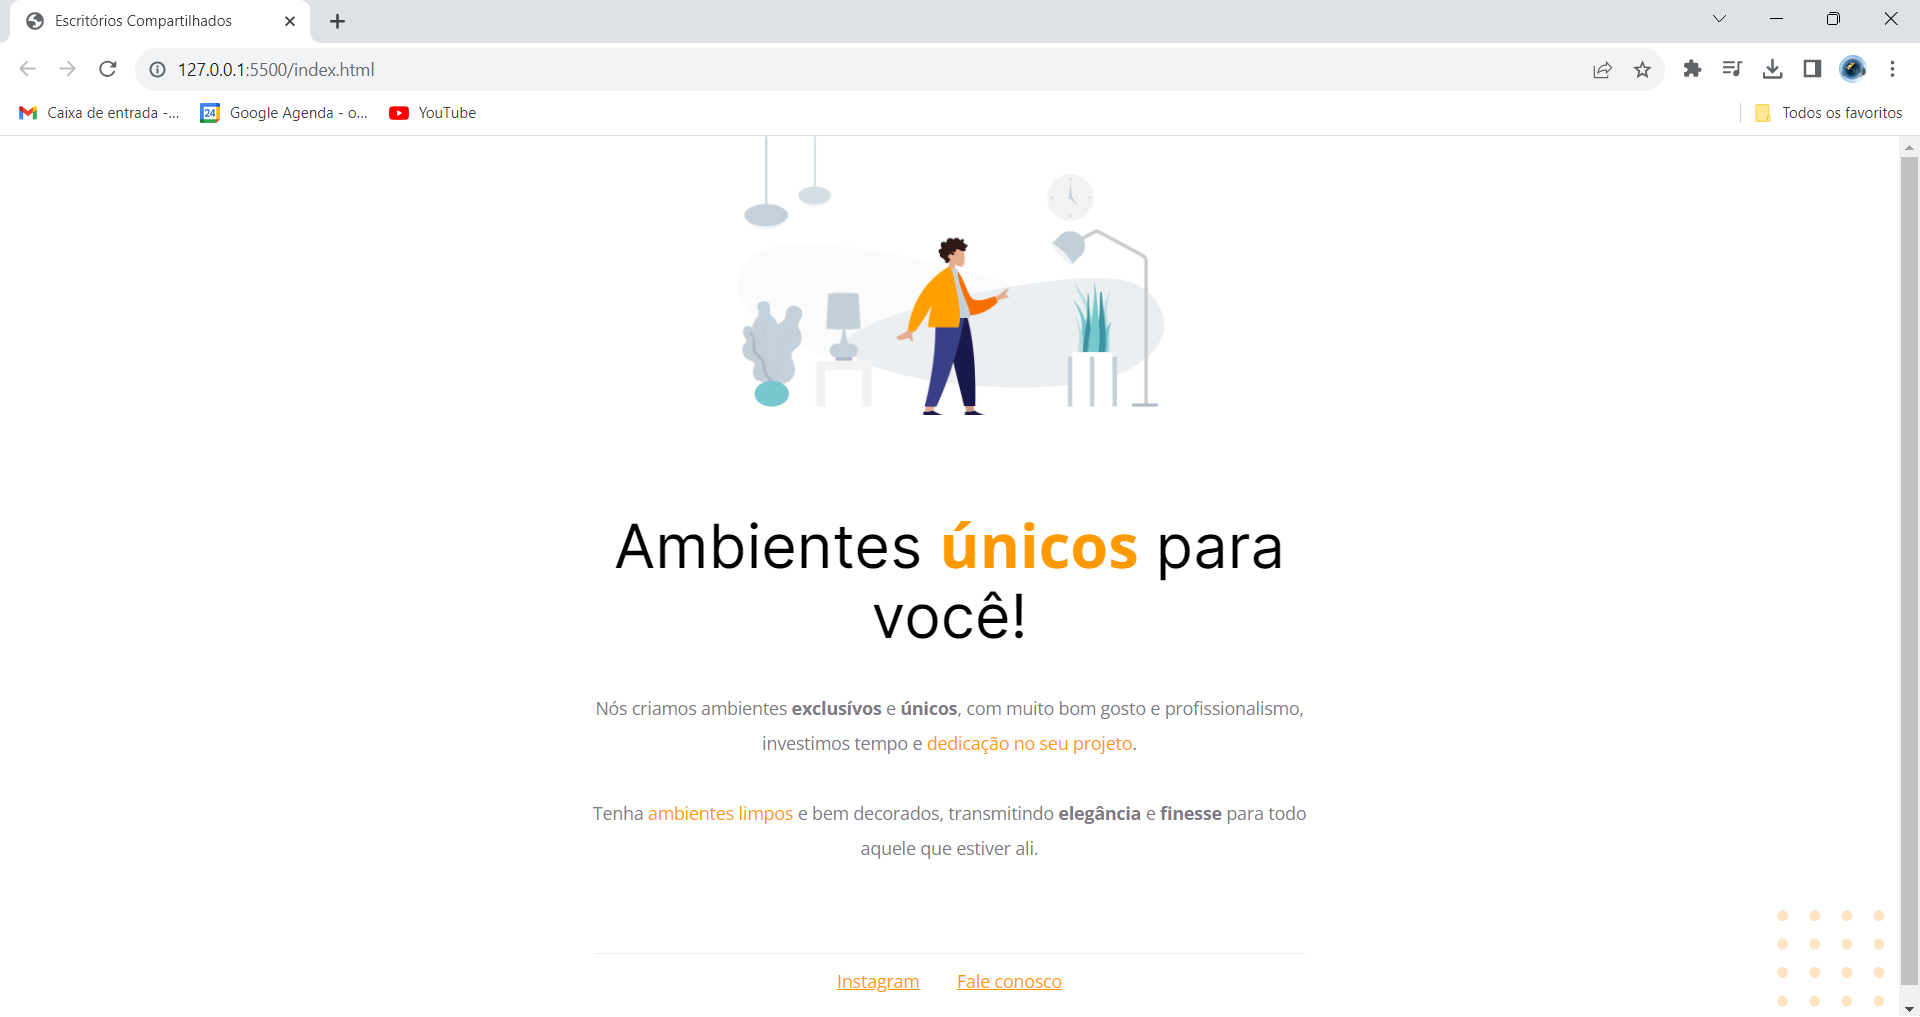 Escritórios Compartilhados
127.0.0.1:5500/index.html
Caixa de entrada -...
24
Google Agenda - o...
YouTube
Todos os favoritos
Ambientes únicos para
você!
Nós criamos ambientes exclusívos e únicos, com muito bom gosto e profissionalismo,
investimos tempo e dedicação no seu projeto.
Tenha ambientes limpos e bem decorados, transmitindo elegância e finesse para todo
aquele que estiver ali.
Instagram
Fale conosco